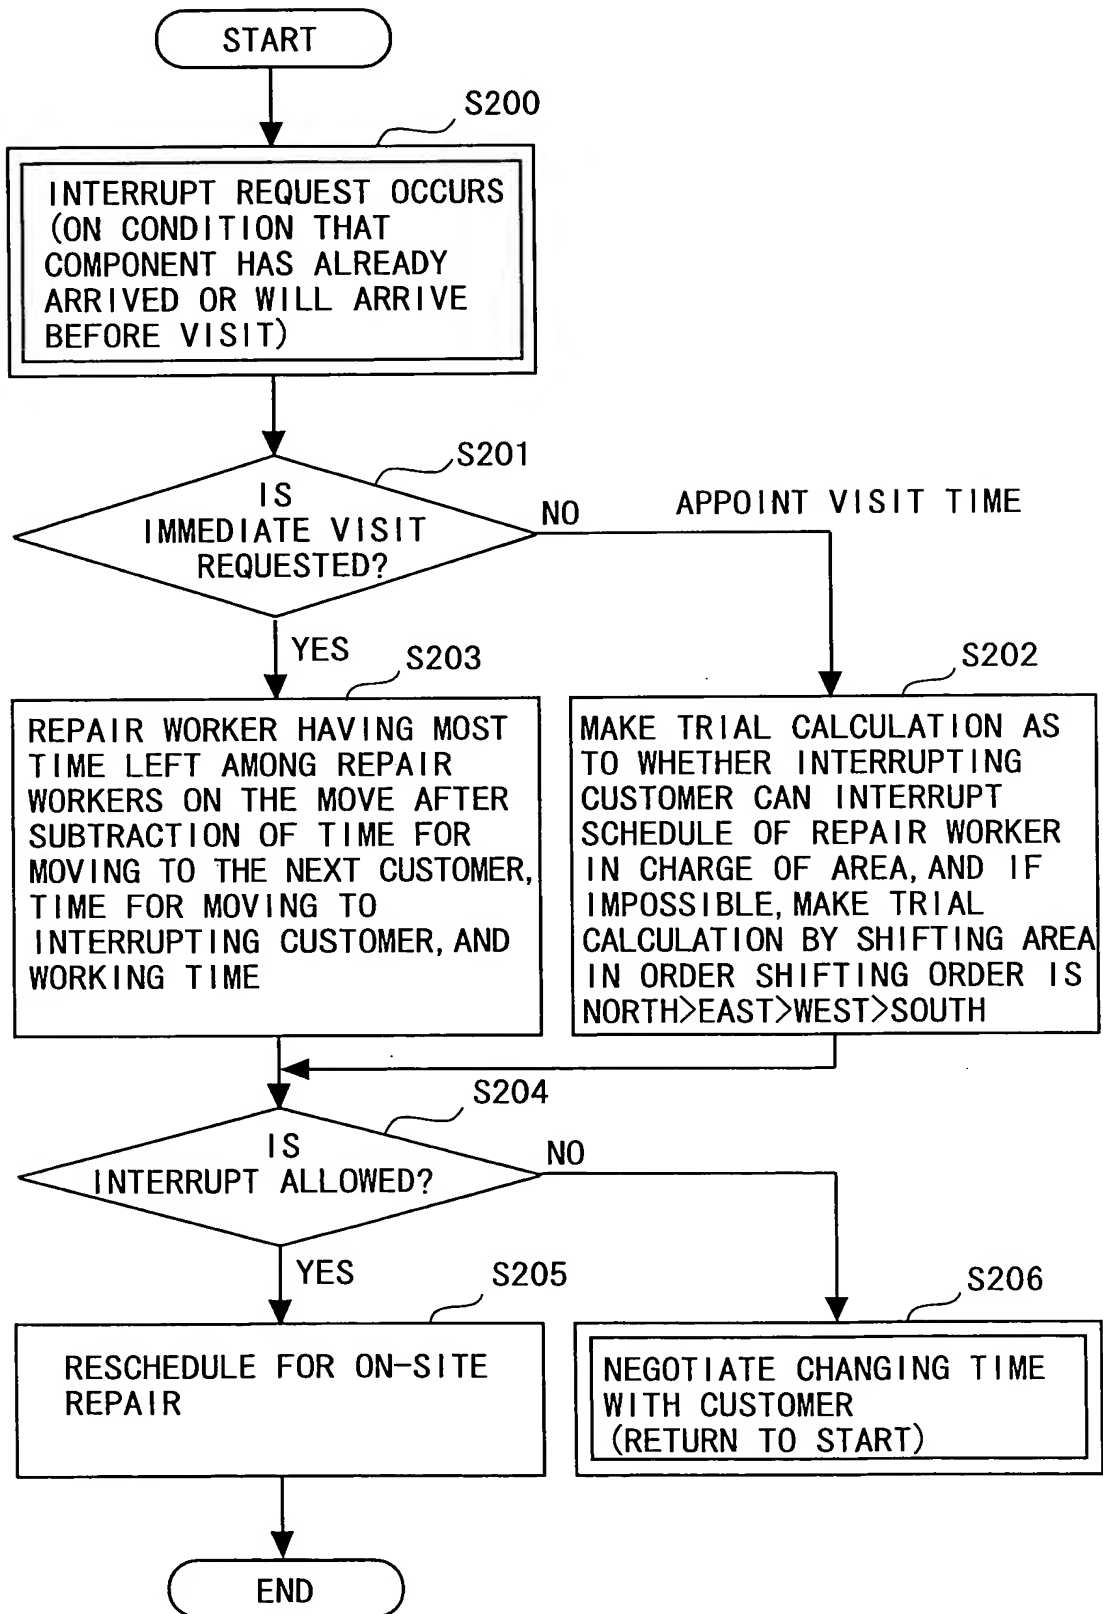 START
S200
INTERRUPT REQUEST OCCURS
(ON CONDITION THAT
COMPONENT HAS ALREADY
ARRIVED OR WILL ARRIVE
BEFORE VISIT)
S201
IS
IMMEDIATE VISIT
REQUESTED?
NO
APPOINT VISIT TIME
YES
S203
REPAIR WORKER HAVING MOST
TIME LEFT AMONG REPAIR
WORKERS ON THE MOVE AFTER
SUBTRACTION OF TIME FOR
MOVING TO THE NEXT CUSTOMER,
TIME FOR MOVING TO
INTERRUPTING CUSTOMER, AND
WORKING TIME
S202
MAKE TRIAL CALCULATION AS
TO WHETHER INTERRUPTING
CUSTOMER CAN INTERRUPT
SCHEDULE OF REPAIR WORKER
IN CHARGE OF AREA, AND IF
IMPOSSIBLE, MAKE TRIAL
CALCULATION BY SHIFTING AREA
IN ORDER SHIFTING ORDER IS
NORTH>EAST>WEST>SOUTH
S204
IS
INTERRUPT ALLOWED?
NO
YES
S205
RESCHEDULE FOR ON-SITE
REPAIR
S206
NEGOTIATE CHANGING TIME
WITH CUSTOMER
(RETURN TO START)
END